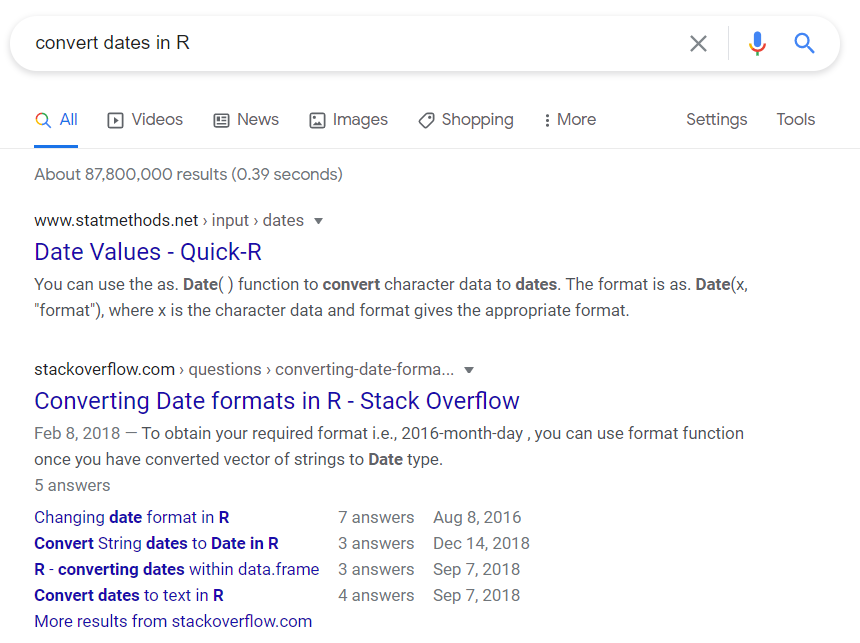 convert dates in R
All Videos News Images Shopping More Settings Tools
About 87,800,000 results (0.39 seconds)
www.statmethods.net › input › dates
Date Values - Quick-R
You can use the as. Date( ) function to convert character data to dates. The format is as. Date(x,
"format"), where x is the character data and format gives the appropriate format.
stackoverflow.com › questions › converting-date-forma...
Converting Date formats in R - Stack Overflow
Feb 8, 2018 — To obtain your required format i.e., 2016-month-day , you can use format function
once you have converted vector of strings to Date type.
5 answers
Changing date format in R 7 answers Aug 8, 2016
Convert String dates to Date in R 3 answers Dec 14, 2018
R - converting dates within data.frame 3 answers Sep 7, 2018
Convert dates to text in R 4 answers Sep 7, 2018
More results from stackoverflow.com